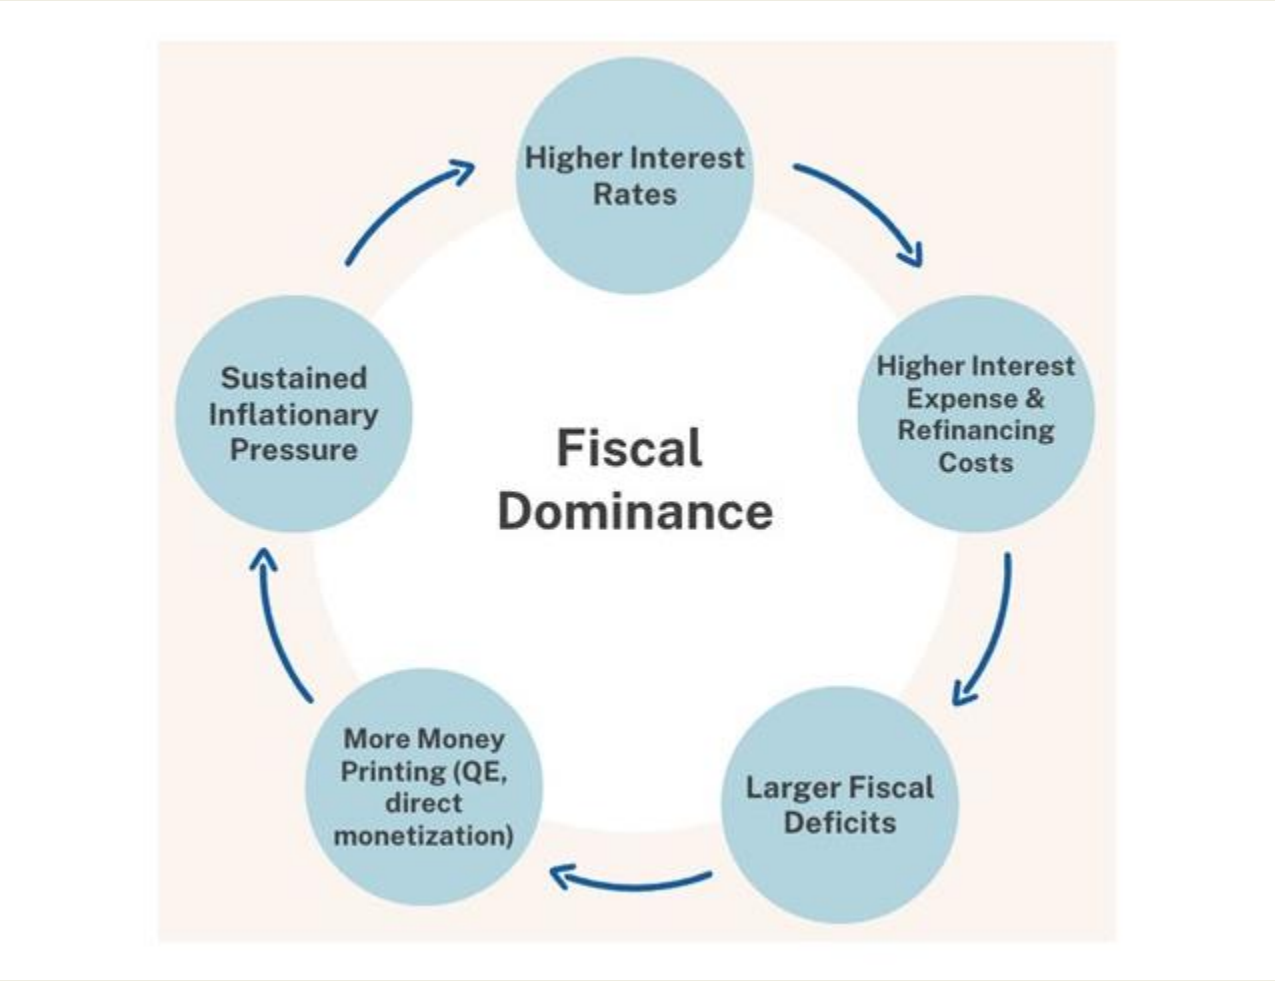 Higher Interest
Rates
Higher Interest
Expense &
Refinancing
Costs
Sustained
Inflationary
Pressure
Fiscal
Dominance
More Money
Printing (QE,
direct
monetization)
Larger Fiscal
Deficits